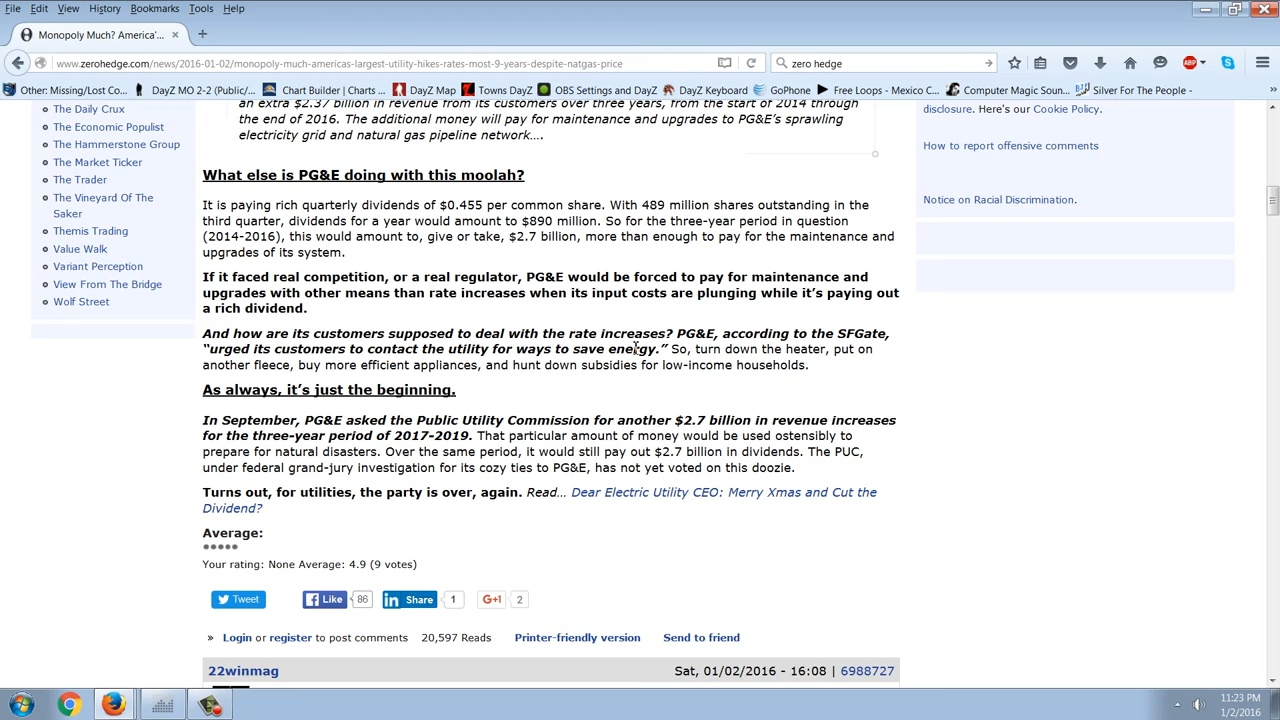 File Edit View History Bookmarks Tools Help
Monopoly Much? America'... × +
www.zerohedge.com/news/2016-01-02/monopoly-much-americas-largest-utility-hikes-rates-most-9-years-despite-natgas-price
zero hedge
ABP
Other: Missing/Lost Co... DayZ MO 2-2 (Public/... Chart Builder | Charts ... DayZ Map Towns DayZ OBS Settings and DayZ DayZ Keyboard GoPhone Free Loops - Mexico C... Computer Magic Soun... Silver For The People -
The Daily Crux
The Economic Populist
The Hammerstone Group
The Market Ticker
The Trader
The Vineyard Of The
Saker
Themis Trading
Value Walk
Variant Perception
View From The Bridge
Wolf Street
an extra $2.37 billion in revenue from its customers over three years, from the start of 2014 through
the end of 2016. The additional money will pay for maintenance and upgrades to PG&E’s sprawling
electricity grid and natural gas pipeline network….
What else is PG&E doing with this moolah?
It is paying rich quarterly dividends of $0.455 per common share. With 489 million shares outstanding in the
third quarter, dividends for a year would amount to $890 million. So for the three-year period in question
(2014-2016), this would amount to, give or take, $2.7 billion, more than enough to pay for the maintenance and
upgrades of its system.
If it faced real competition, or a real regulator, PG&E would be forced to pay for maintenance and
upgrades with other means than rate increases when its input costs are plunging while it’s paying out
a rich dividend.
And how are its customers supposed to deal with the rate increases? PG&E, according to the SFGate,
“urged its customers to contact the utility for ways to save energy.” So, turn down the heater, put on
another fleece, buy more efficient appliances, and hunt down subsidies for low-income households.
As always, it’s just the beginning.
In September, PG&E asked the Public Utility Commission for another $2.7 billion in revenue increases
for the three-year period of 2017-2019. That particular amount of money would be used ostensibly to
prepare for natural disasters. Over the same period, it would still pay out $2.7 billion in dividends. The PUC,
under federal grand-jury investigation for its cozy ties to PG&E, has not yet voted on this doozie.
Turns out, for utilities, the party is over, again. Read… Dear Electric Utility CEO: Merry Xmas and Cut the
Dividend?
Average:
Your rating: None Average: 4.9 (9 votes)
Tweet Like 86 in Share 1 G+1 2
» Login or register to post comments 20,597 Reads Printer-friendly version Send to friend
22winmag Sat, 01/02/2016 - 16:08 | 6988727
disclosure. Here's our Cookie Policy.
How to report offensive comments
Notice on Racial Discrimination.
11:23 PM
1/2/2016